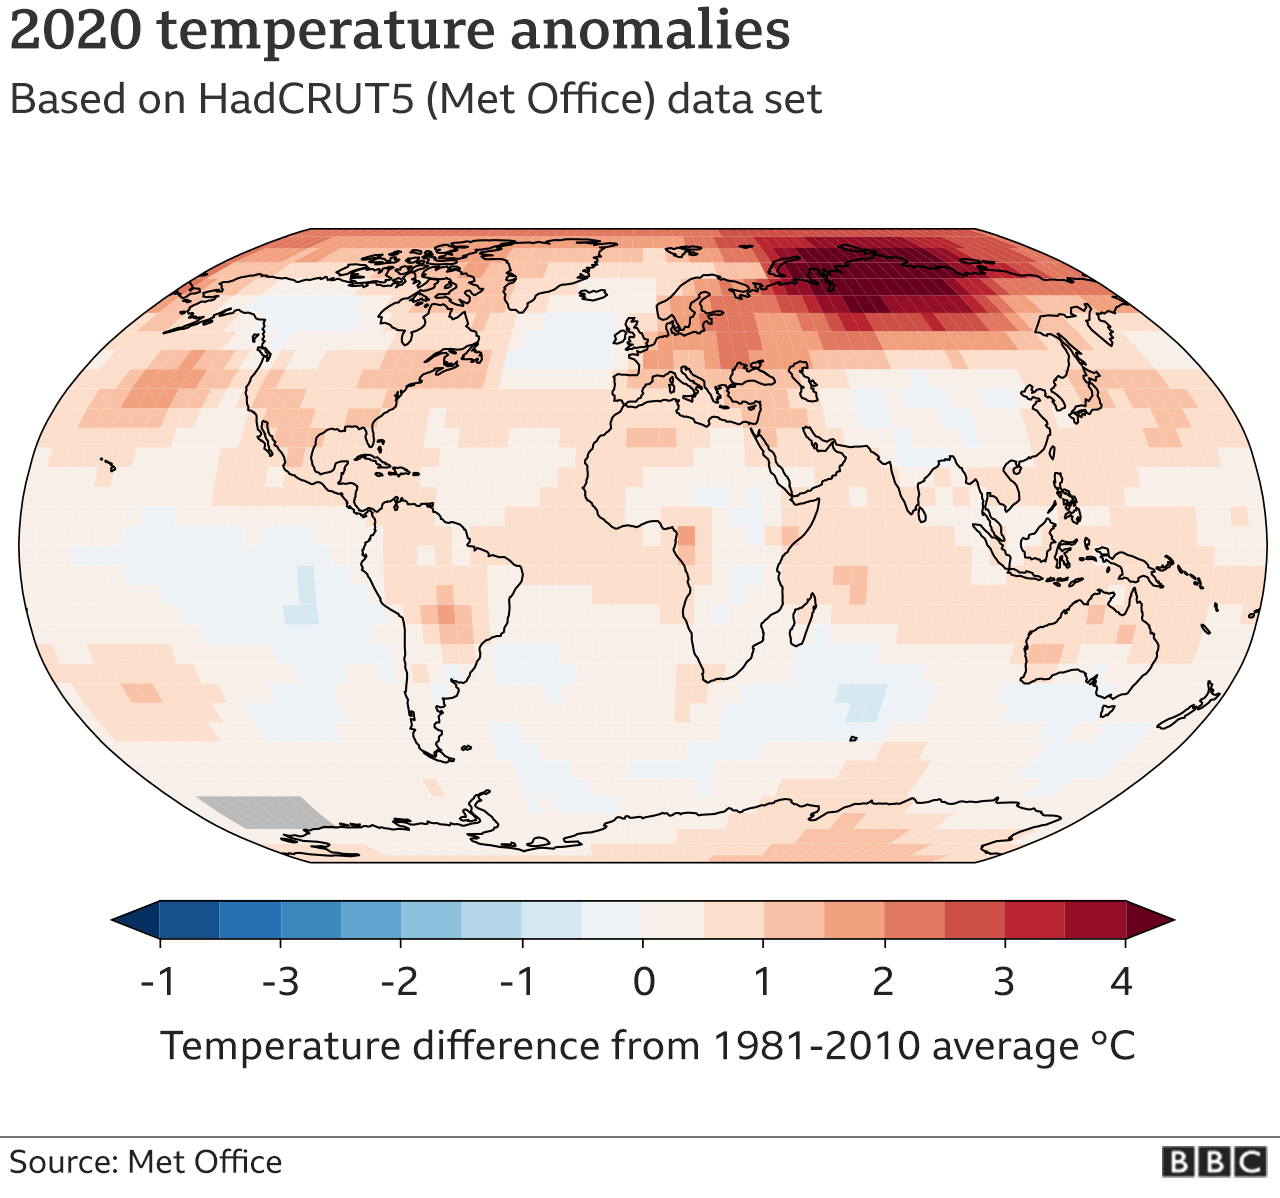 2020 temperature anomalies
Based on HadCRUT5 (Met Office) data set
-1 -3 -2 -1 0 1 2 3 4
Temperature difference from 1981-2010 average ºC
Source: Met Office
BBC